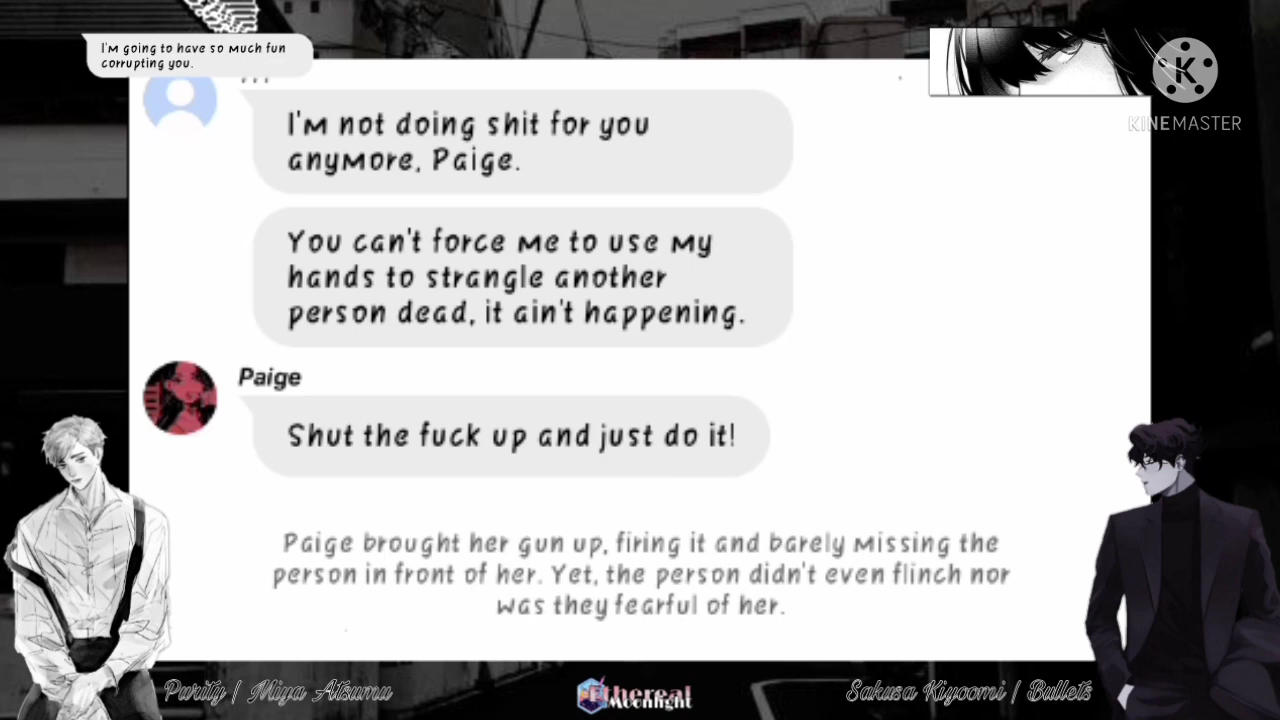 I'm going to have so much fun
corrupting you.
KINEMASTER
I'm not doing shit for you
anymore, Paige.
You can't force me to use my
hands to strangle another
person dead, it ain't happening.
Paige
Shut the fuck up and just do it!
Paige brought her gun up, firing it and barely missing the
person in front of her. Yet, the person didn't even flinch nor
was they fearful of her.
Purity | Miya Atsumu
Ethereal
Moonlight
Sakusa Kiyoomi | Bullets